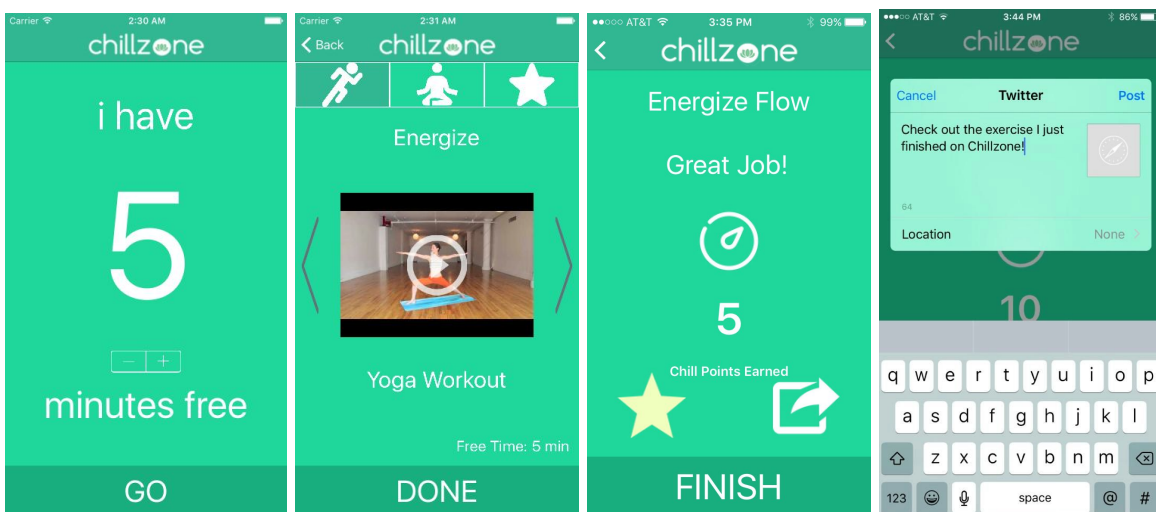 Carrier 2:30 AM
chillzone
i have
5
− +
minutes free
GO
Carrier 2:31 AM
Back chillzone
Energize
Yoga Workout
Free Time: 5 min
DONE
AT&T 3:35 PM 99%
chillzone
Energize Flow
Great Job!
5
Chill Points Earned
FINISH
AT&T 3:44 PM 86%
chillzone
Cancel Twitter Post
Check out the exercise I just
finished on Chillzone!
64
Location None
10
q w e r t y u i o p
a s d f g h j k l
z x c v b n m
123 space @ #